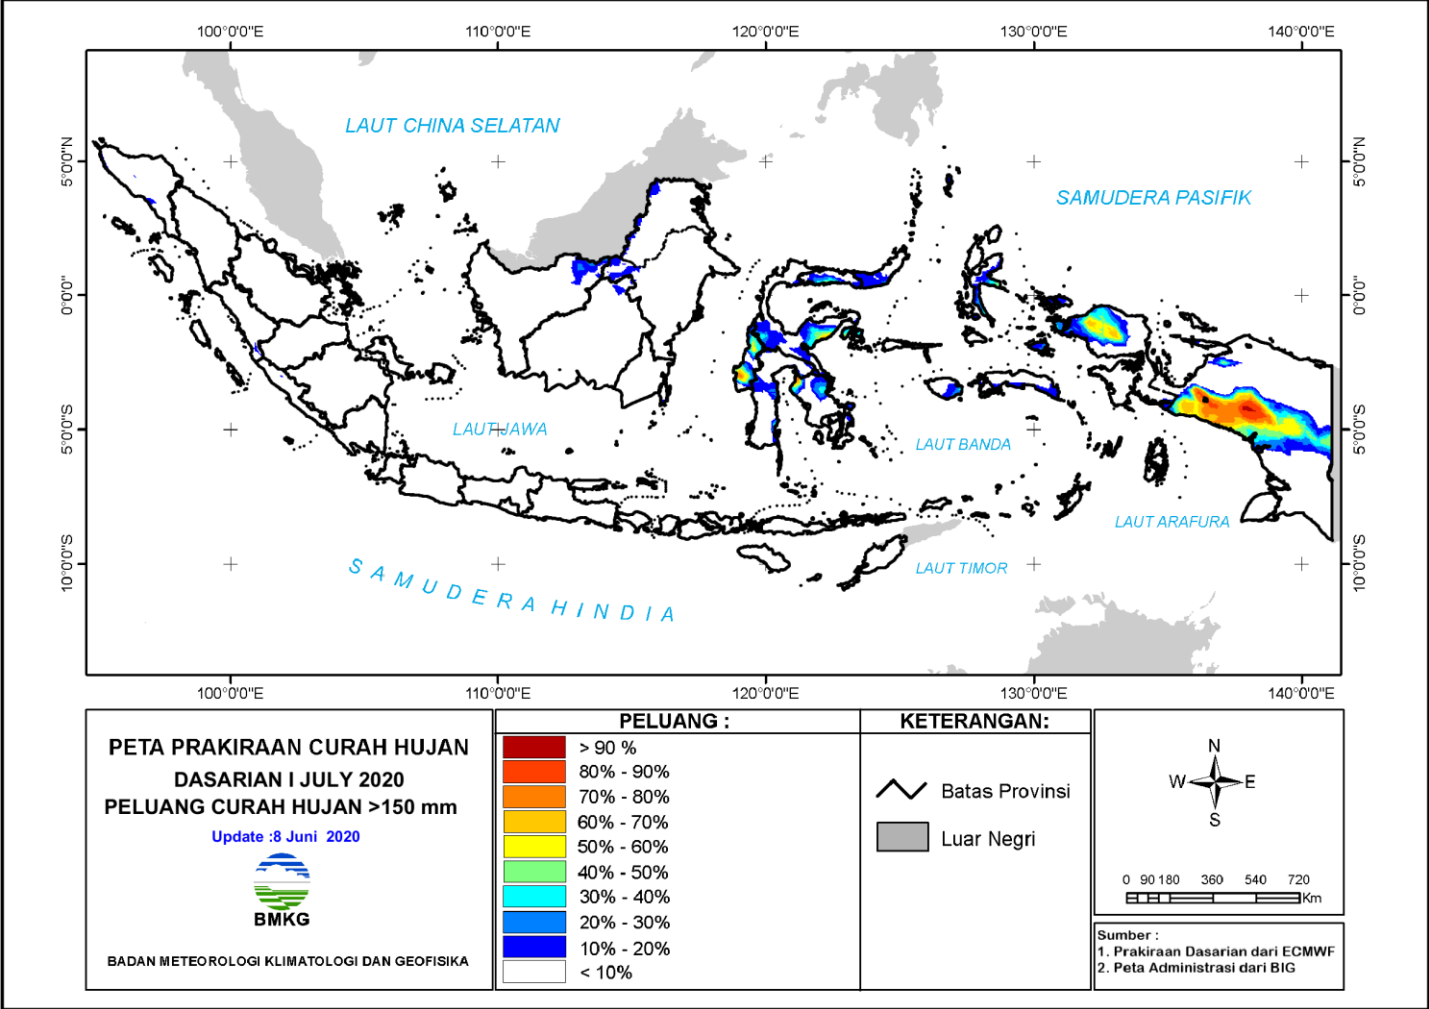 100°0'0"E 110°0'0"E 120°0'0"E 130°0'0"E 140°0'0"E
5°0'0"N
0°0'0"
5°0'0"S
10°0'0"S
LAUT CHINA SELATAN
SAMUDERA PASIFIK
LAUT JAWA
LAUT BANDA
LAUT ARAFURA
LAUT TIMOR
SAMUDERA HINDIA
5°0'0"N
0°0'0"
5°0'0"S
10°0'0"S
100°0'0"E 110°0'0"E 120°0'0"E 130°0'0"E 140°0'0"E
PETA PRAKIRAAN CURAH HUJAN
DASARIAN I JULY 2020
PELUANG CURAH HUJAN >150 mm
Update :8 Juni 2020
BMKG
BADAN METEOROLOGI KLIMATOLOGI DAN GEOFISIKA
PELUANG :
> 90 %
80% - 90%
70% - 80%
60% - 70%
50% - 60%
40% - 50%
30% - 40%
20% - 30%
10% - 20%
< 10%
KETERANGAN:
Batas Provinsi
Luar Negri
N
W E
S
0 90 180 360 540 720
Km
Sumber :
1. Prakiraan Dasarian dari ECMWF
2. Peta Administrasi dari BIG